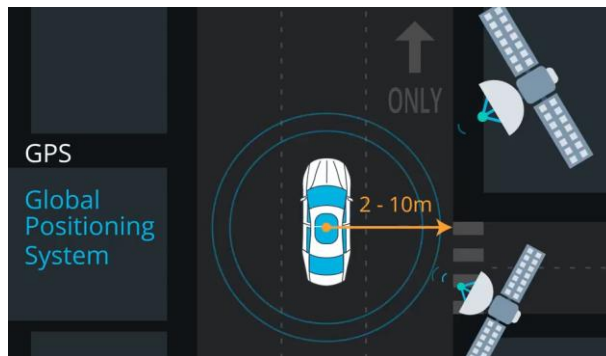 ONLY
GPS
Global
Positioning
System
2 - 10m